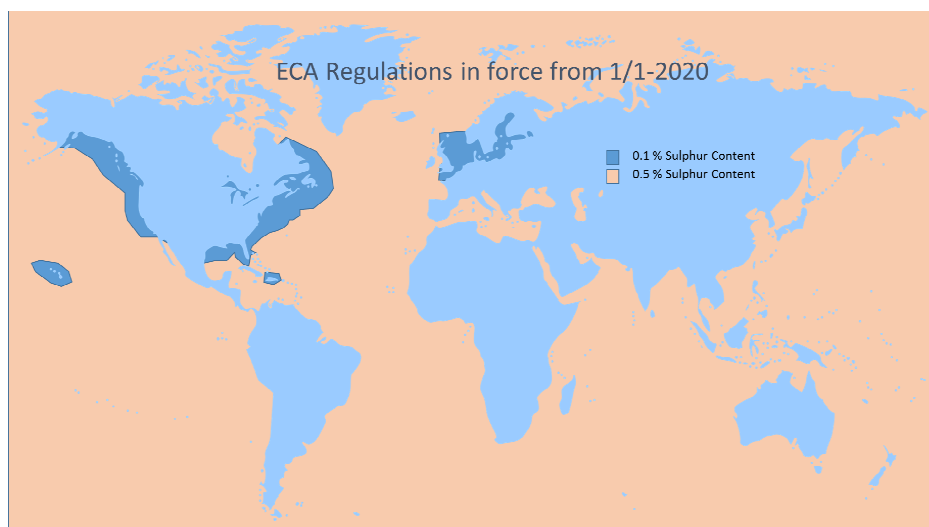 ECA Regulations in force from 1/1-2020
0.1 % Sulphur Content
0.5 % Sulphur Content